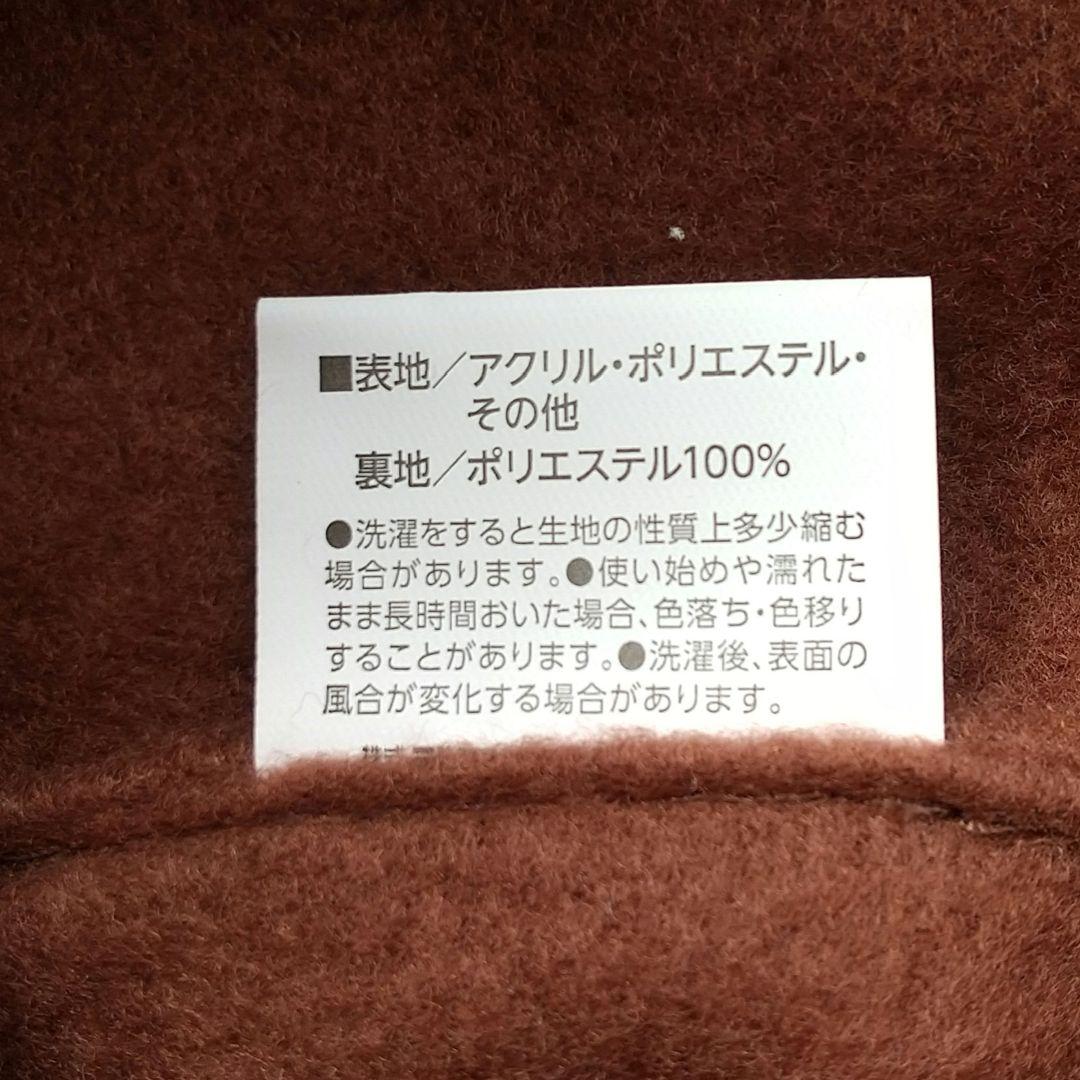 ■表地／アクリル・ポリエステル・
その他
裏地／ポリエステル100%
●洗濯をすると生地の性質上多少縮む
場合があります。●使い始めや濡れた
まま長時間おいた場合、色落ち・色移り
することがあります。●洗濯後、表面の
風合が変化する場合があります。